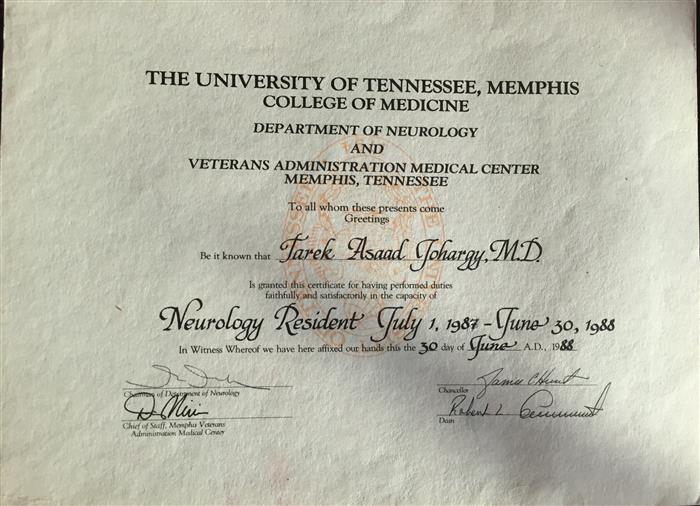 THE UNIVERSITY OF TENNESSEE, MEMPHIS
COLLEGE OF MEDICINE
DEPARTMENT OF NEUROLOGY
AND
VETERANS ADMINISTRATION MEDICAL CENTER
MEMPHIS, TENNESSEE
To all whom these presents come
Greetings
Be it known that Tarek Asaad Johargy, M.D.
Is granted this certificate for having performed duties
faithfully and satisfactorily in the capacity of
Neurology Resident July 1, 1987 - June 30, 1988
In Witness Whereof we have here affixed our hands this the 30 day of June A.D., 1988
Chairman of Department of Neurology
Chief of Staff, Memphis Veterans
Administration Medical Center
James C Hunt
Chancellor
Robert L.
Dean